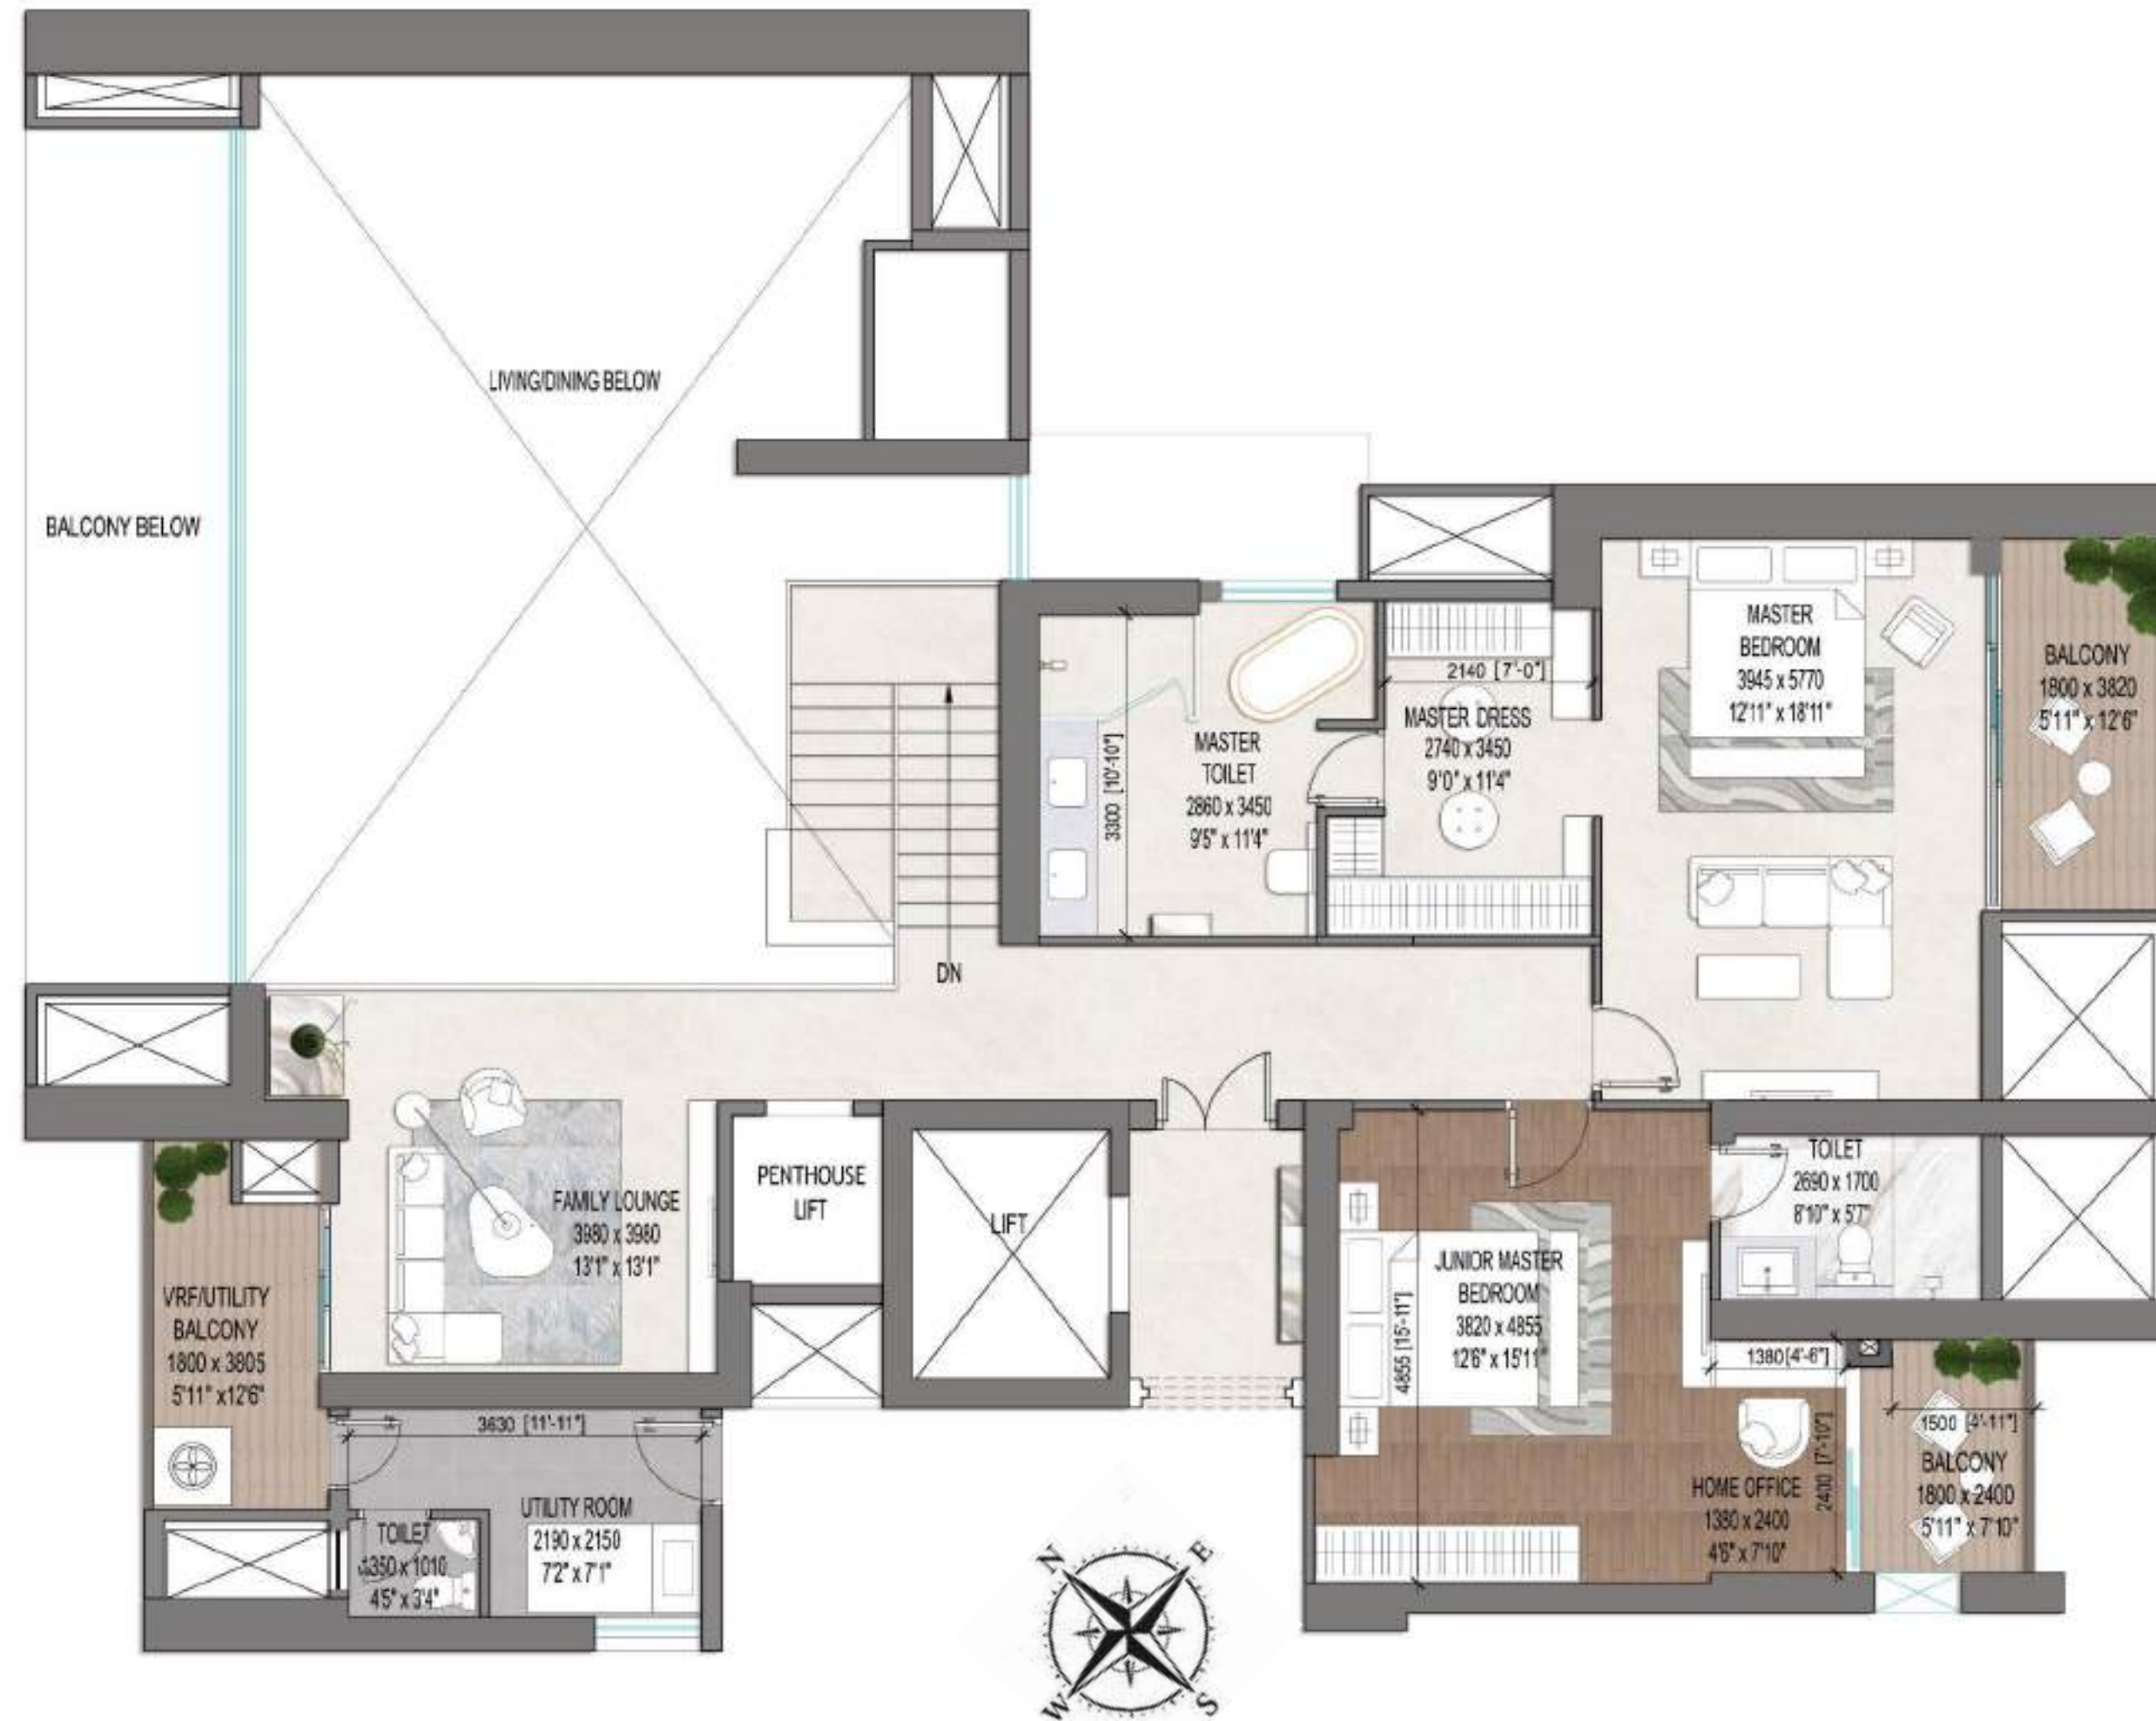 LIVING/DINING BELOW
BALCONY BELOW
MASTER
BEDROOM
3945 x 5770
12'11" x 18'11"
BALCONY
1800 x 3820
5'11" x 12'6"
2140 [7'-0"]
MASTER DRESS
2740 x 3450
9'0" x 11'4"
MASTER
TOILET
2860 x 3450
9'5" x 11'4"
3300 [10'-10"]
DN
PENTHOUSE
LIFT
LIFT
FAMILY LOUNGE
3980 x 3980
13'1" x 13'1"
TOILET
2690 x 1700
8'10" x 5'7"
JUNIOR MASTER
BEDROOM
3820 x 4855
12'6" x 15'11"
4855 [15'-11"]
VRF/UTILITY
BALCONY
1800 x 3805
5'11" x12'6"
1380[4'-6"]
3630 [11'-11"]
1500 [4'-11"]
BALCONY
1800 x 2400
5'11" x 7'10"
HOME OFFICE
1380 x 2400
4'6" x 7'10"
2400 [7'-10"]
UTILITY ROOM
2190 x 2150
7'2" x 7'1"
TOILET
1350 x 1010
4'5" x 3'4"
N
E
W
S